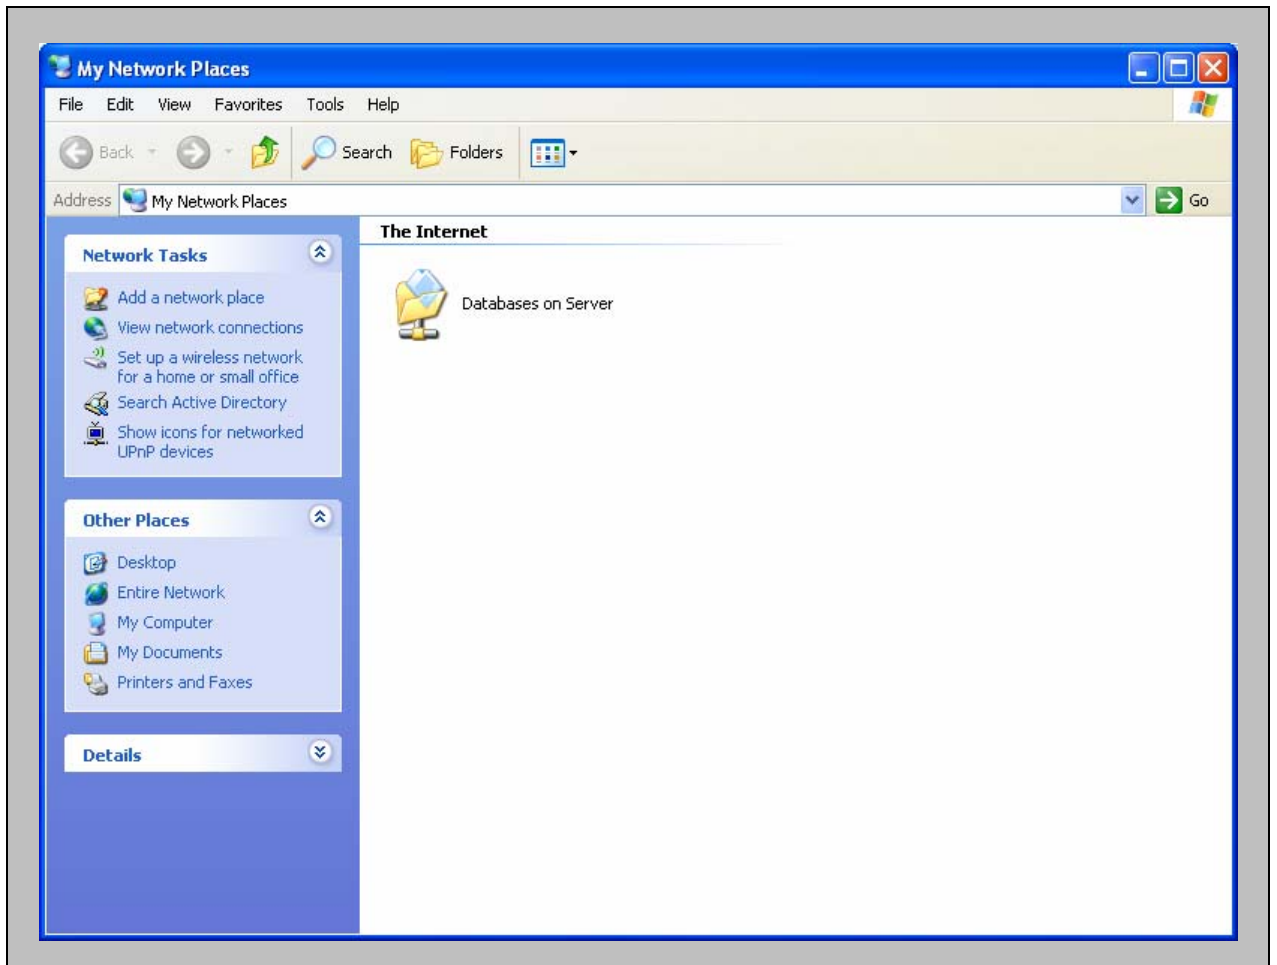 My Network Places
File Edit View Favorites Tools Help
Back Search Folders
Address My Network Places Go
Network Tasks
Add a network place
View network connections
Set up a wireless network
for a home or small office
Search Active Directory
Show icons for networked
UPnP devices
Other Places
Desktop
Entire Network
My Computer
My Documents
Printers and Faxes
Details
The Internet
Databases on Server